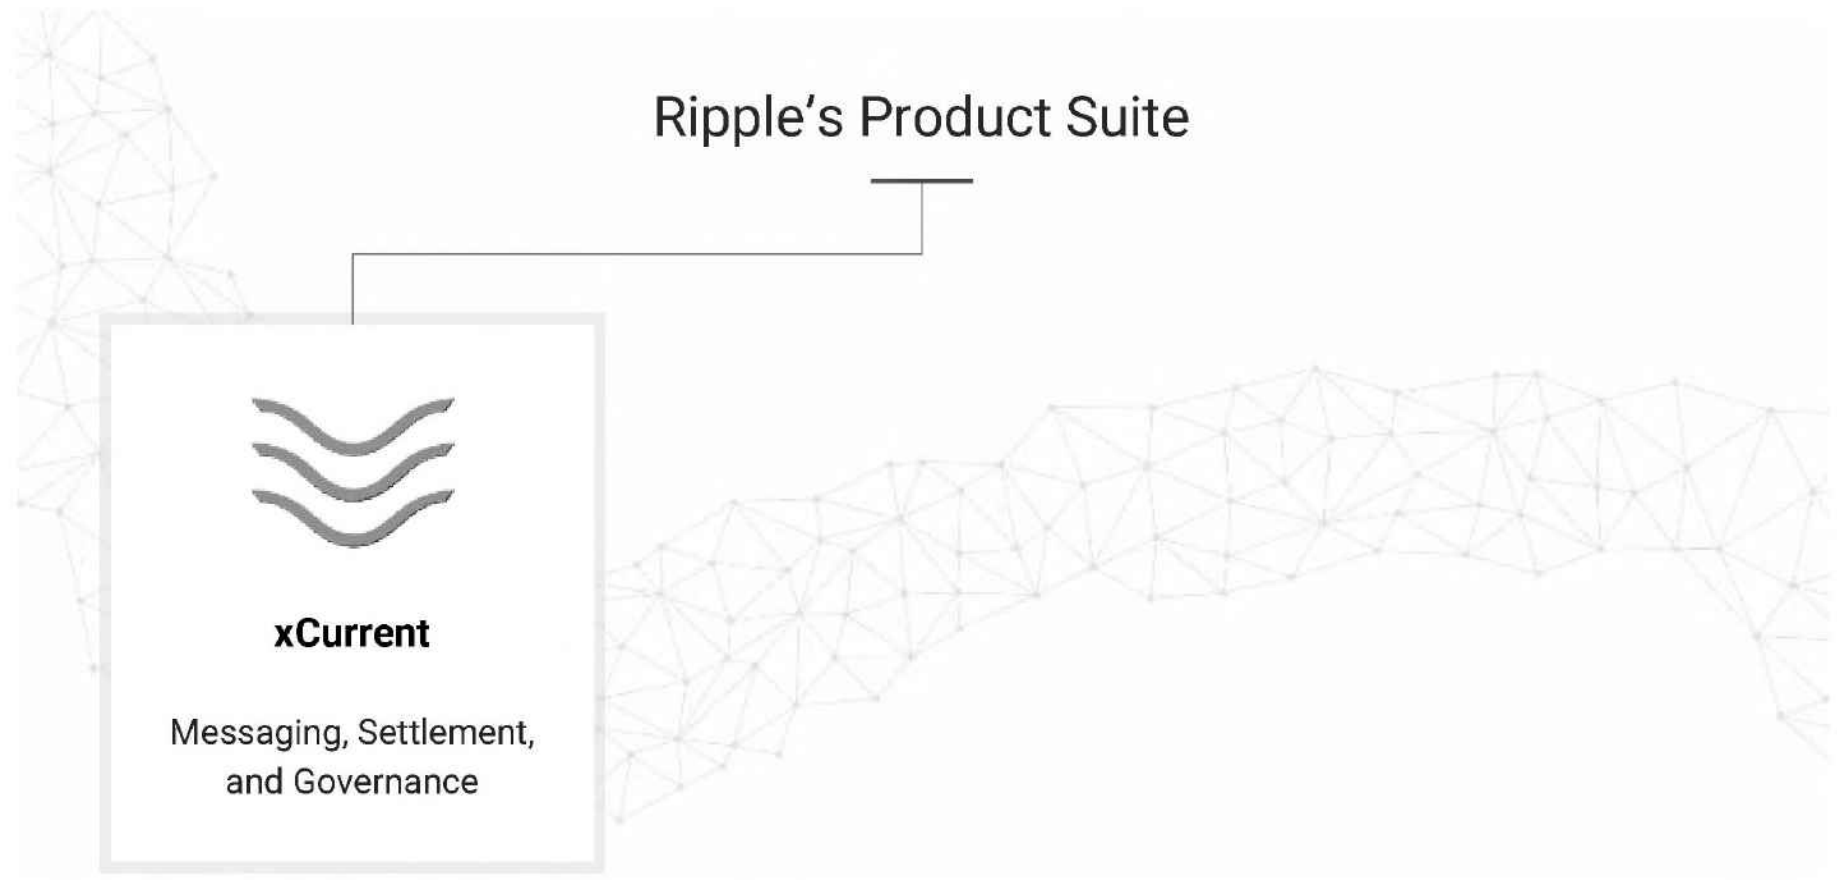 Ripple’s Product Suite
xCurrent
Messaging, Settlement,
and Governance